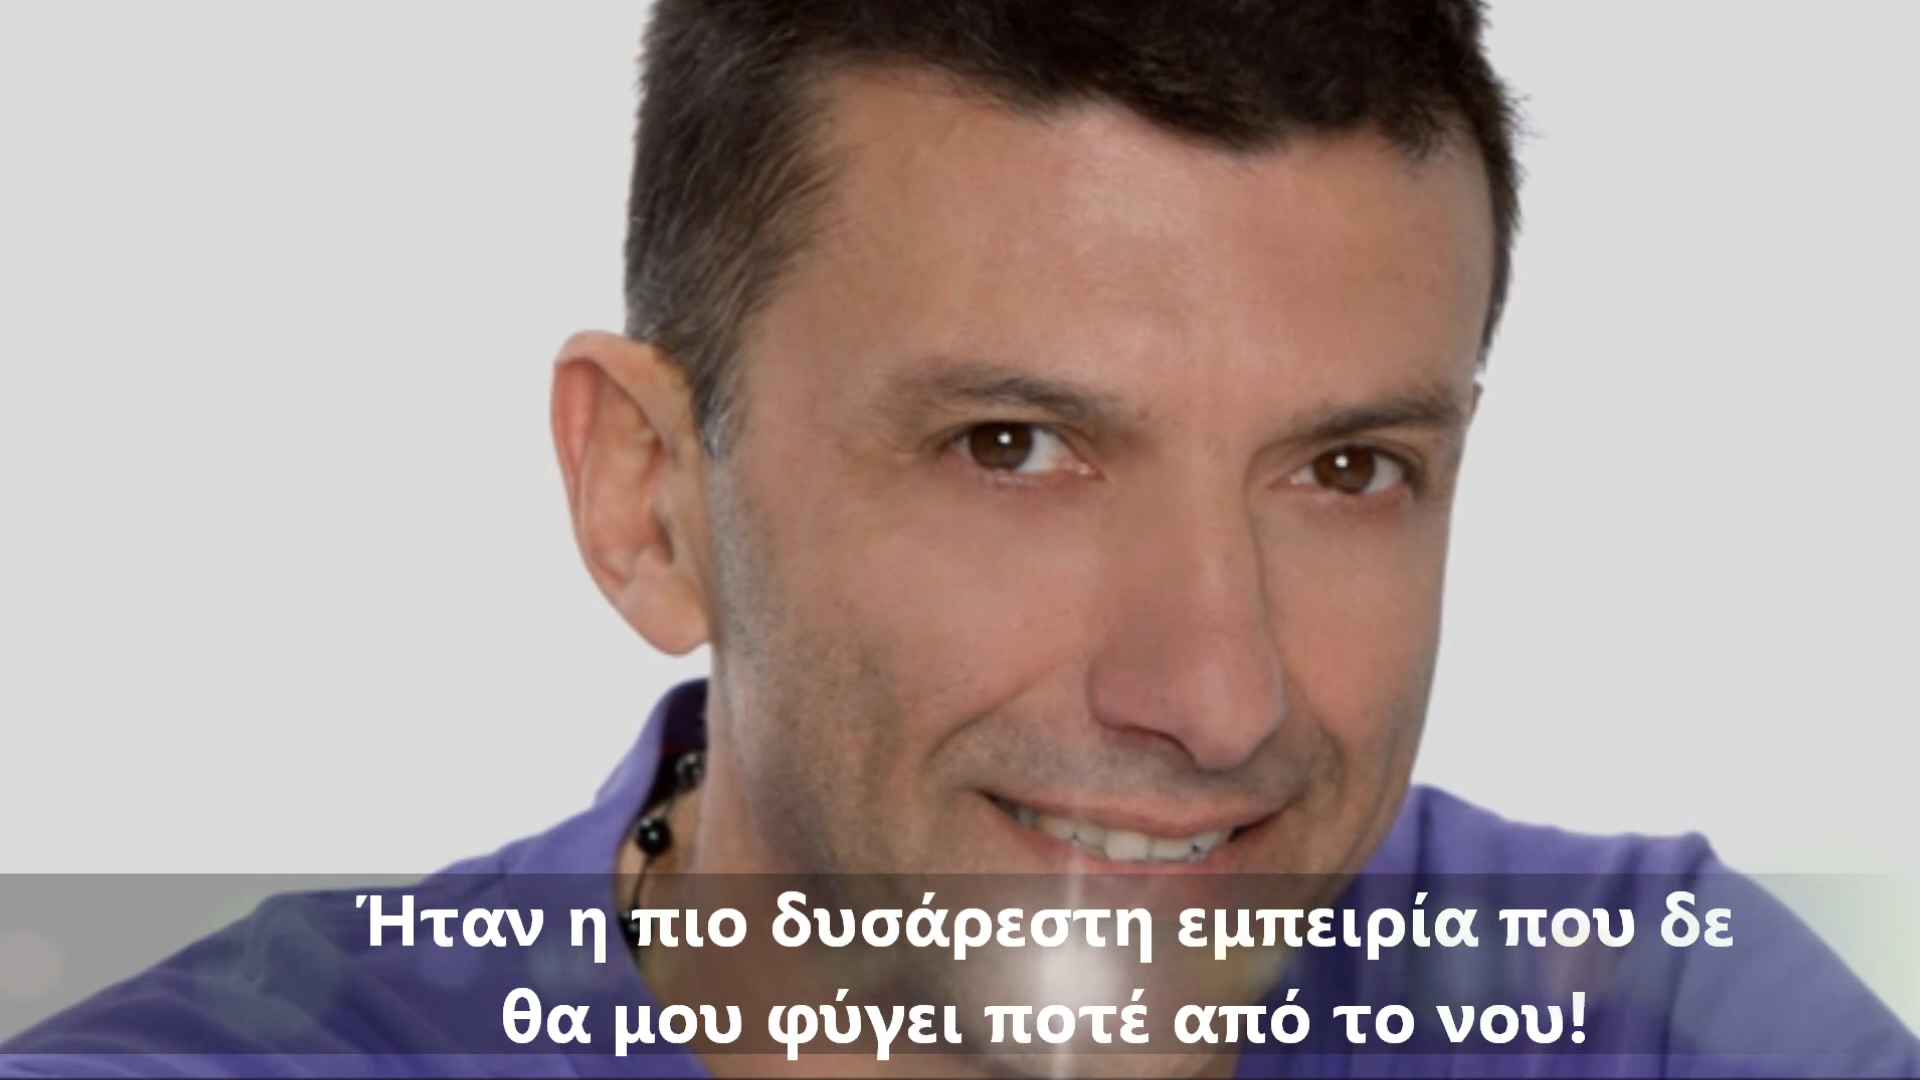 Ήταν η πιο δυσάρεστη εμπειρία που δε
θα μου φύγει ποτέ από το νου!